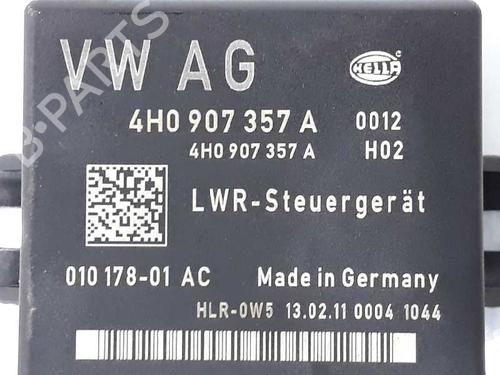 VW AG
HELLA
4H0 907 357 A 0012
4H0 907 357 A H02
LWR-Steuergerät
010 178-01 AC Made in Germany
HLR-0W5 13.02.11 0004 1044
B-PARTS